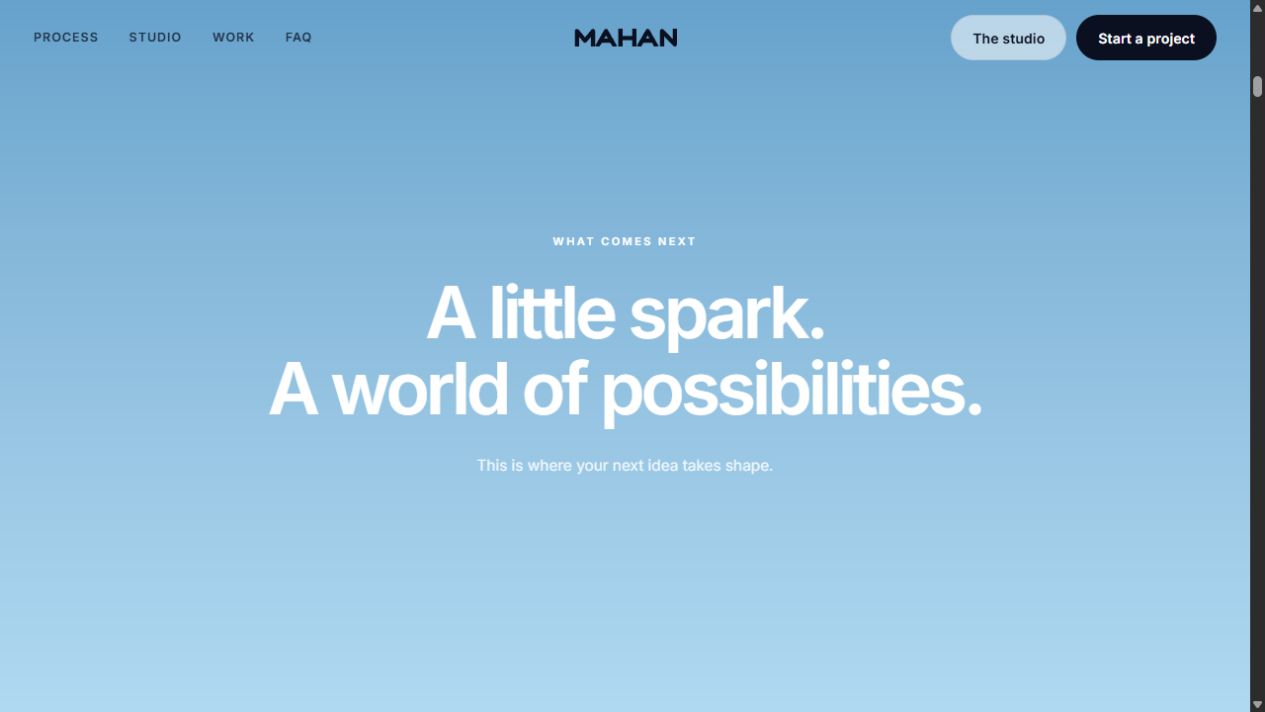 PROCESS STUDIO WORK FAQ MAHAN The studio Start a project
WHAT COMES NEXT
A little spark.
A world of possibilities.
This is where your next idea takes shape.